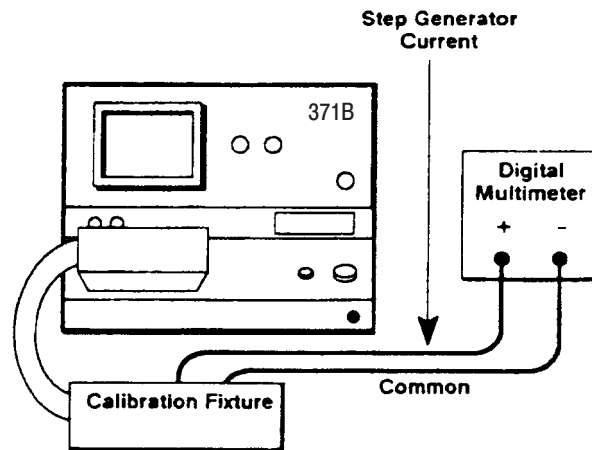 Step Generator
Current
371B
Digital
Multimeter
+ -
Common
Calibration Fixture